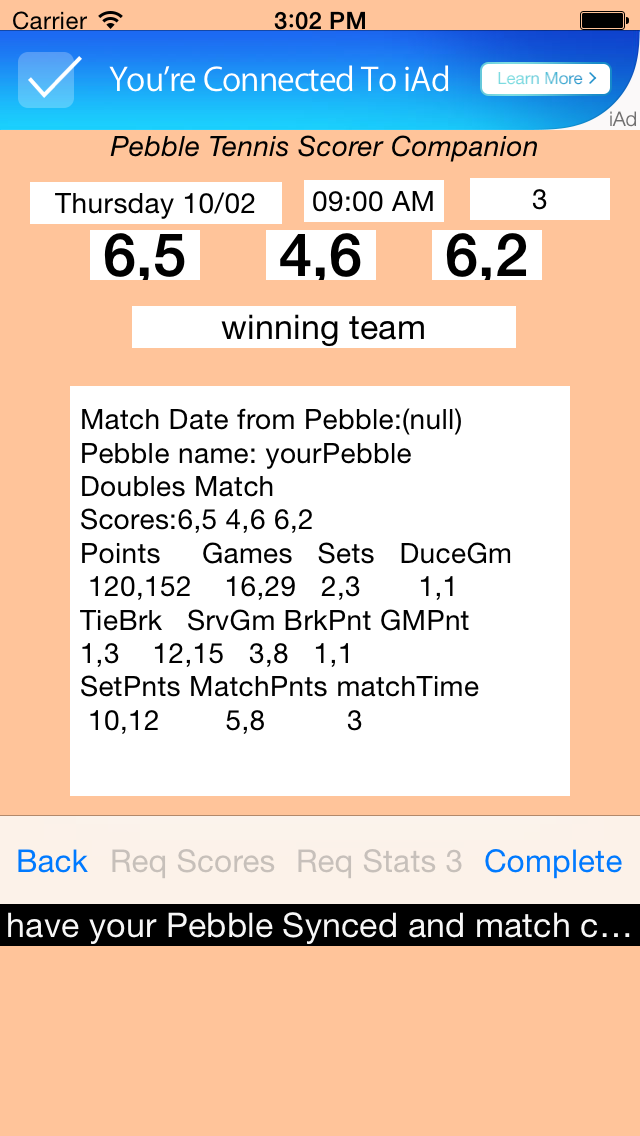 Carrier 3:02 PM
You're Connected To iAd
Learn More >
iAd
Pebble Tennis Scorer Companion
Thursday 10/02 09:00 AM 3
6,5 4,6 6,2
winning team
Match Date from Pebble:(null)
Pebble name: yourPebble
Doubles Match
Scores:6,5 4,6 6,2
Points Games Sets DuceGm
120,152 16,29 2,3 1,1
TieBrk SrvGm BrkPnt GMPnt
1,3 12,15 3,8 1,1
SetPnts MatchPnts matchTime
10,12 5,8 3
Back Req Scores Req Stats 3 Complete
have your Pebble Synced and match c...